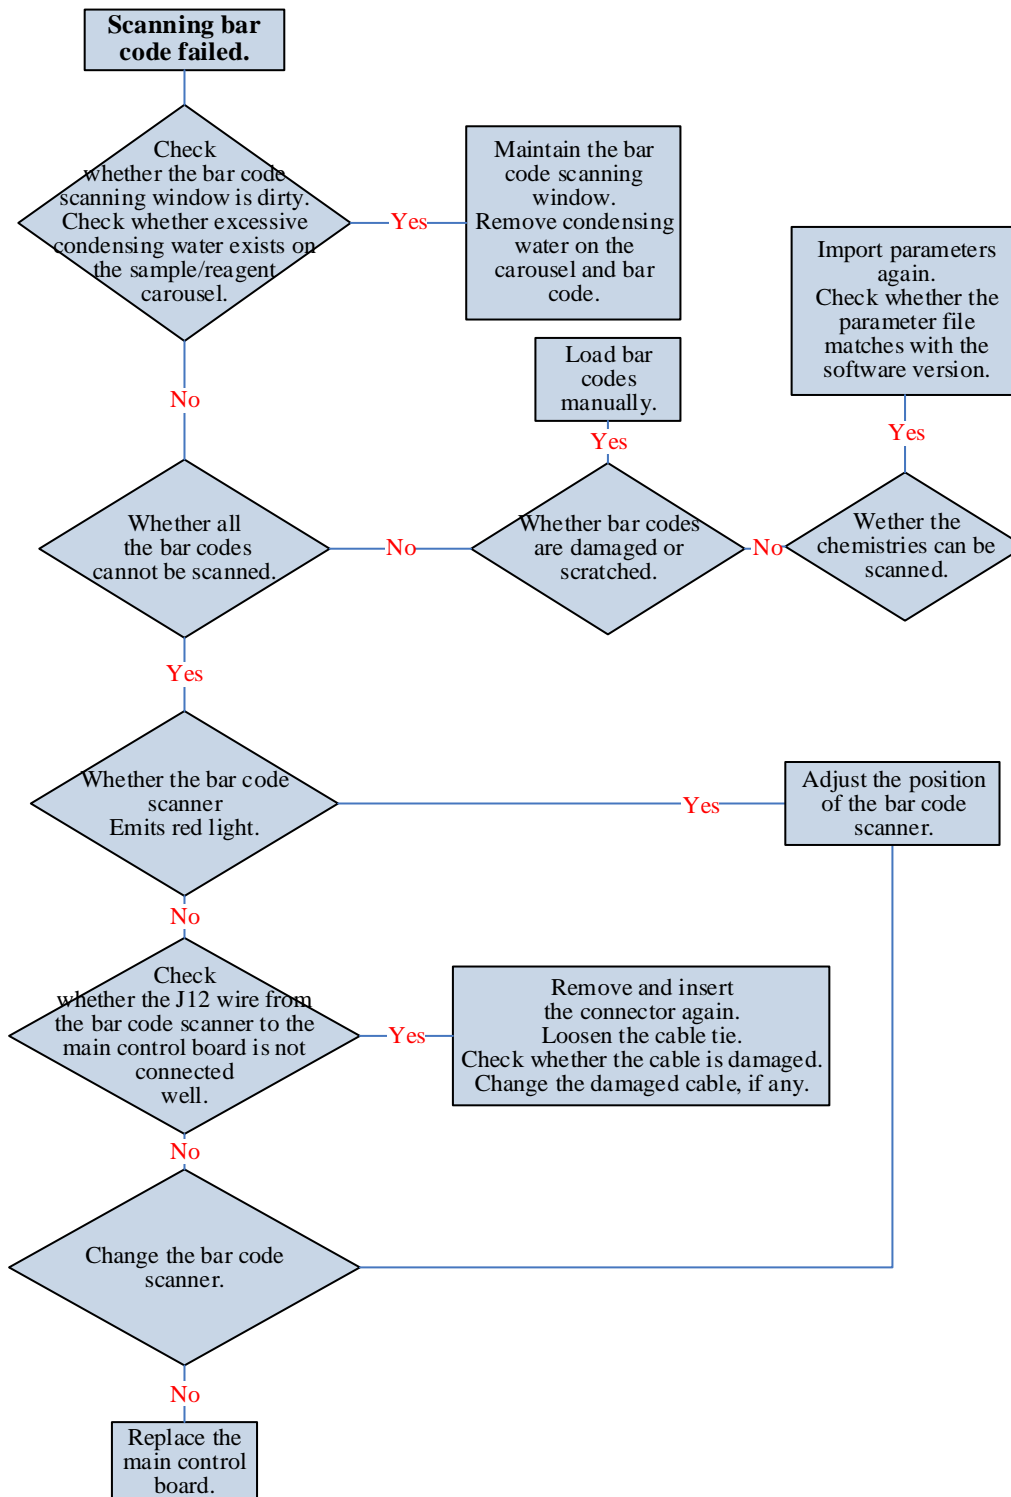 Scanning bar
code failed.
Check
whether the bar code
scanning window is dirty.
Check whether excessive
condensing water exists on
the sample/reagent
carousel.
Yes
Maintain the bar
code scanning
window.
Remove condensing
water on the
carousel and bar
code.
No
Whether all
the bar codes
cannot be scanned.
No
Whether bar codes
are damaged or
scratched.
Yes
Load bar
codes
manually.
No
Wether the
chemistries can be
scanned.
Yes
Import parameters
again.
Check whether the
parameter file
matches with the
software version.
Yes
Whether the bar code
scanner
Emits red light.
Yes
Adjust the position
of the bar code
scanner.
No
Check
whether the J12 wire from
the bar code scanner to the
main control board is not
connected
well.
Yes
Remove and insert
the connector again.
Loosen the cable tie.
Check whether the cable is damaged.
Change the damaged cable, if any.
No
Change the bar code
scanner.
No
Replace the
main control
board.